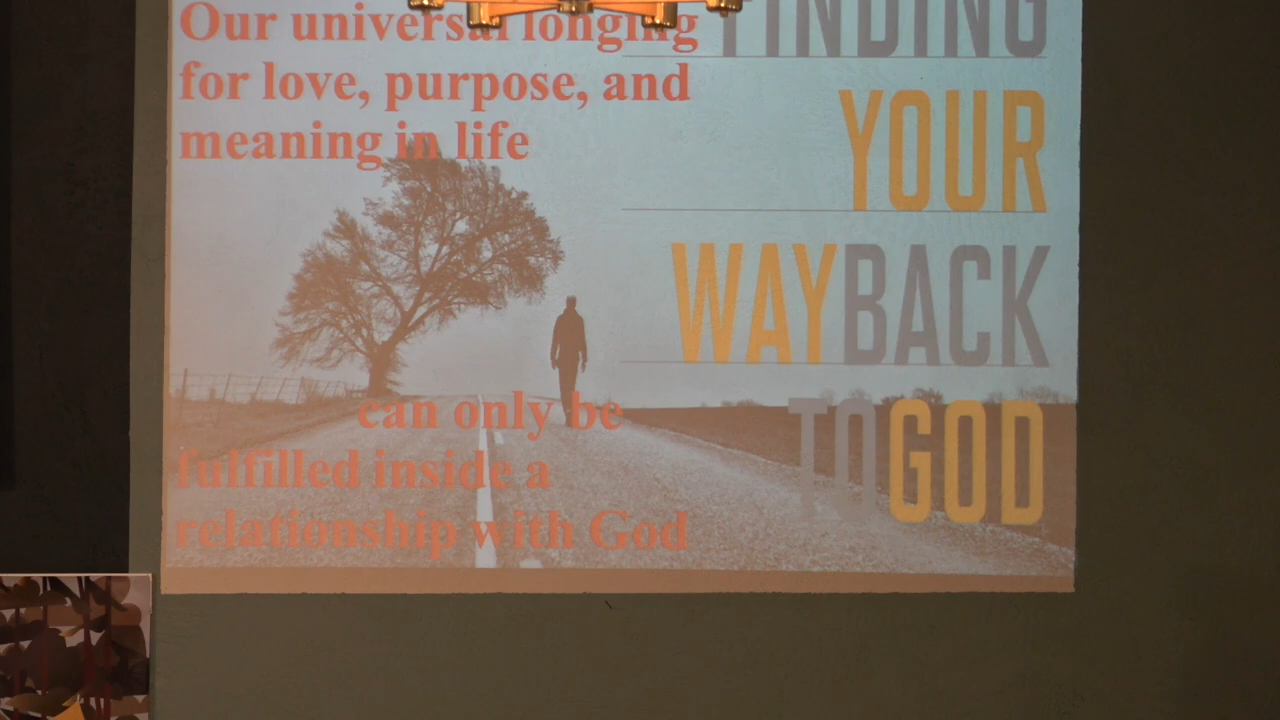 Our universal longing
for love, purpose, and
meaning in life
can only be
fulfilled inside a
relationship with God
FINDING
YOUR
WAYBACK
TOGOD